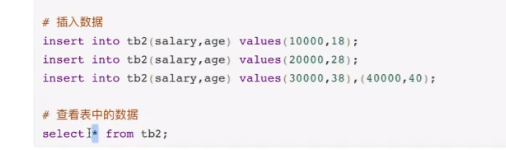 # 插入数据
insert into tb2(salary,age) values(10000,18);
insert into tb2(salary,age) values(20000,28);
insert into tb2(salary,age) values(30000,38),(40000,40);
# 查看表中的数据
select * from tb2;